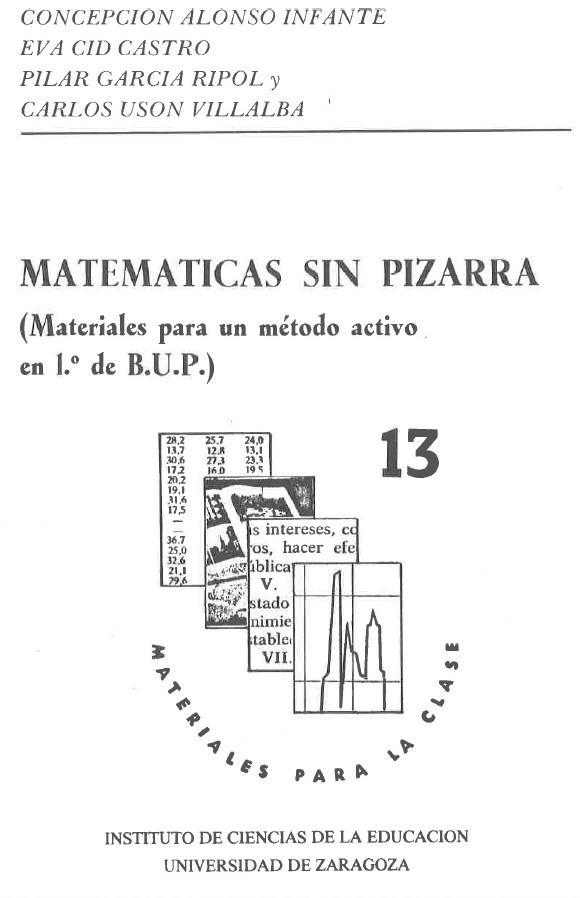 CONCEPCION ALONSO INFANTE
EVA CID CASTRO
PILAR GARCIA RIPOL y
CARLOS USON VILLALBA
MATEMATICAS SIN PIZARRA
(Materiales para un método activo
en 1.º de B.U.P.)
13
28,2 25,7 24,0
13,7 12,8 13,1
30,6 27,3 23,3
17,2 16,0 19,5
20,2
19,1
31,6
17,5
—
—
36,7
25,0
32,6
21,1
29,6
s intereses, co
os, hacer efe
ública
V.
stado
nimie
stable
VII.
MATERIALES PARA LA CLASE
INSTITUTO DE CIENCIAS DE LA EDUCACION
UNIVERSIDAD DE ZARAGOZA